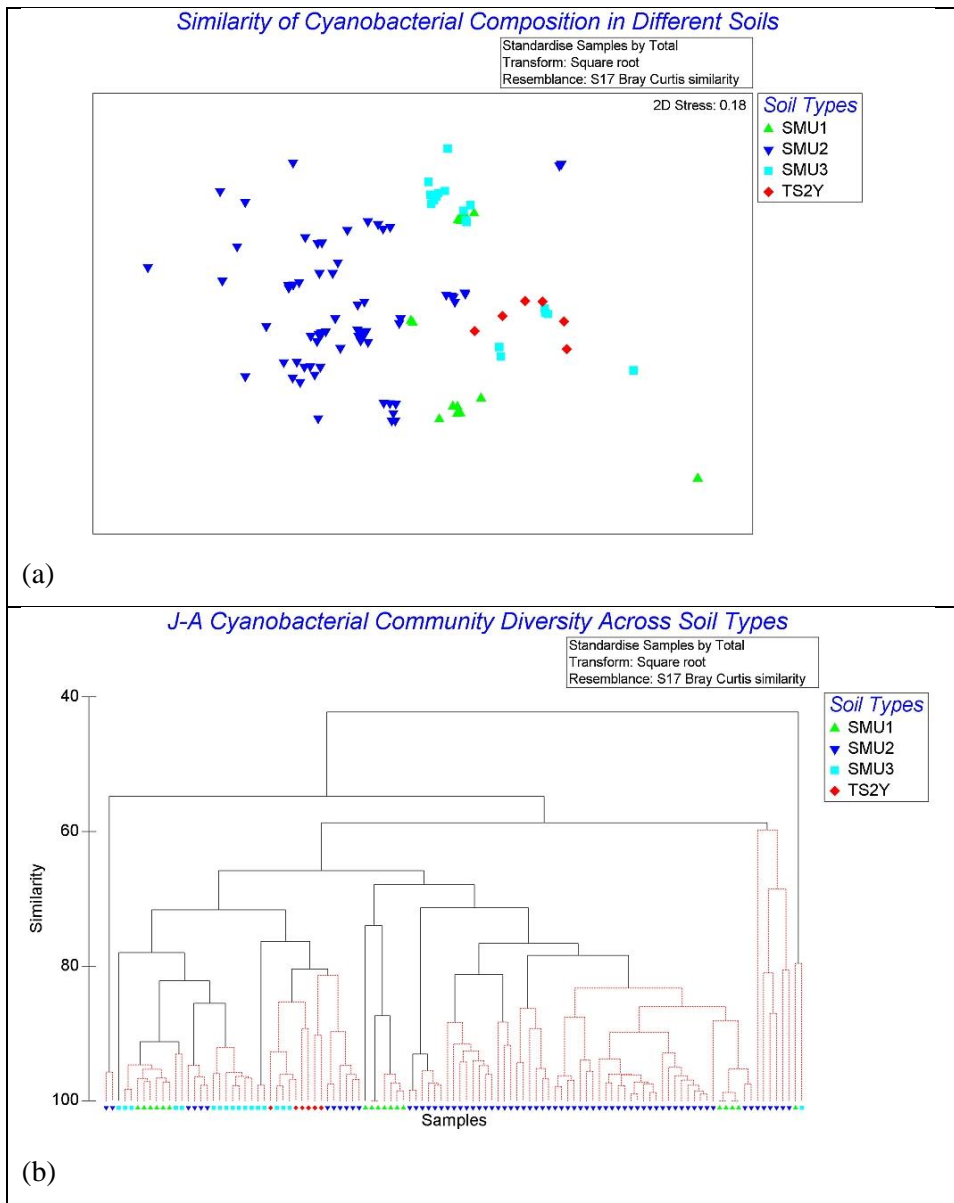 Similarity of Cyanobacterial Composition in Different Soils
Standardise Samples by Total
Transform: Square root
Resemblance: S17 Bray Curtis similarity
2D Stress: 0.18
Soil Types
SMU1
SMU2
SMU3
TS2Y
(a)
J-A Cyanobacterial Community Diversity Across Soil Types
Standardise Samples by Total
Transform: Square root
Resemblance: S17 Bray Curtis similarity
Soil Types
SMU1
SMU2
SMU3
TS2Y
40
60
80
100
Similarity
Samples
(b)